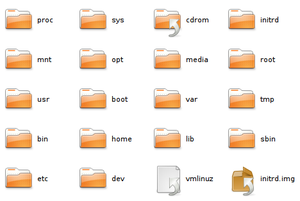 proc sys cdrom initrd
mnt opt media root
usr boot var tmp
bin home lib sbin
etc dev vmlinuz initrd.img